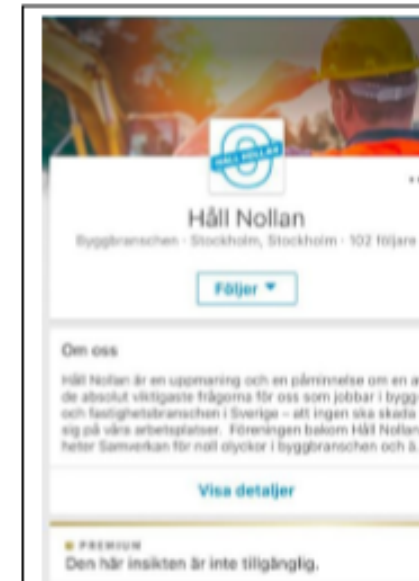 HÅLL NOLLAN
Håll Nollan
Byggbranschen · Stockholm, Stockholm · 102 följare
Följer
Om oss
Håll Nollan är en uppmaning och en påminnelse om en a
de absolut viktigaste frågorna för oss som jobbar i bygg-
och fastighetsbranschen i Sverige – att ingen ska skada
sig på våra arbetsplatser. Föreningen bakom Håll Nollan
heter Samverkan för noll olyckor i byggbranschen och ä
Visa detaljer
PREMIUM
Den här insikten är inte tillgänglig.